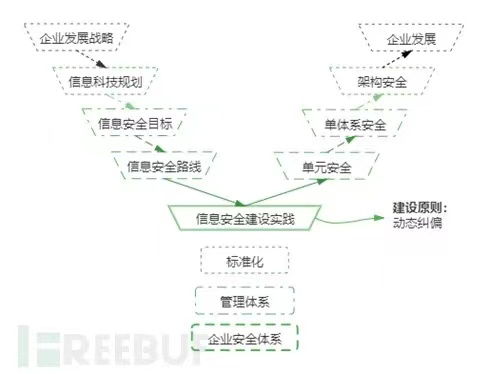 企业发展战略
企业发展
信息科技规划
架构安全
信息安全目标
单体系安全
信息安全路线
单元安全
信息安全建设实践
建设原则：
动态纠偏
标准化
管理体系
企业安全体系
FREEBUF